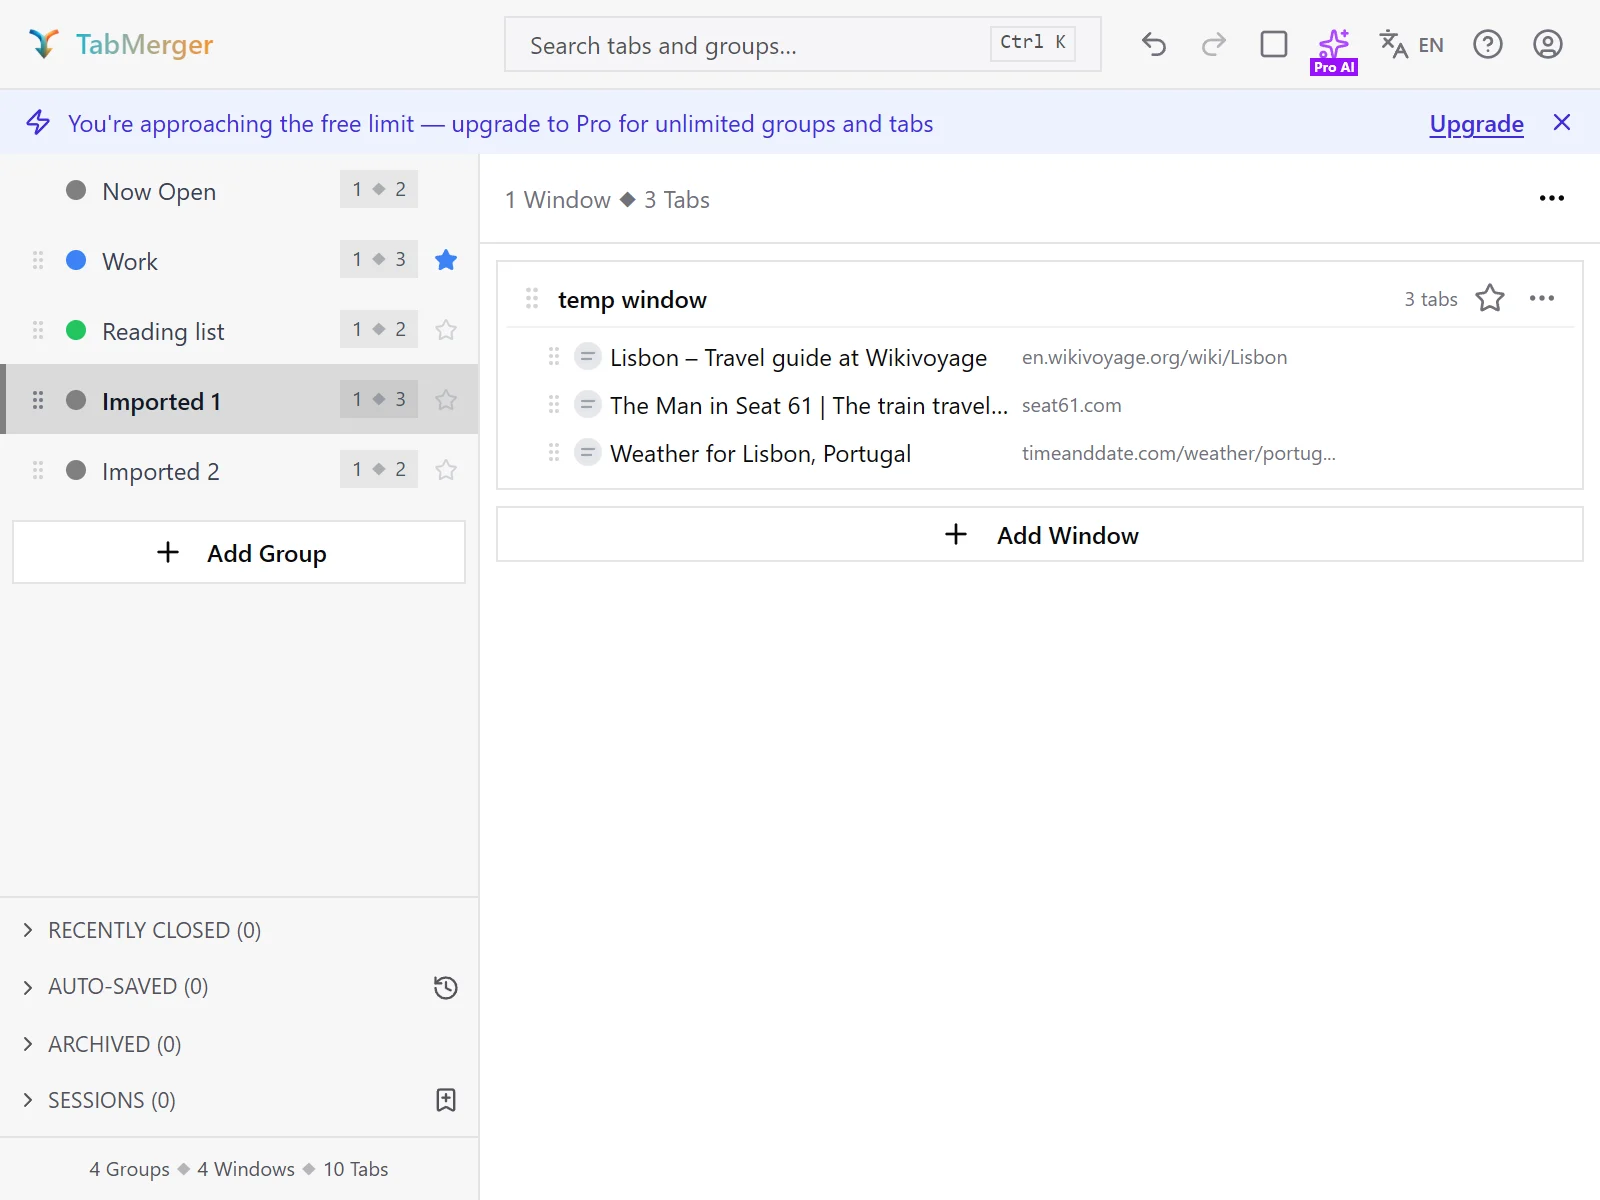 TabMerger
Search tabs and groups... Ctrl K
Pro AI
EN
You're approaching the free limit — upgrade to Pro for unlimited groups and tabs
Upgrade
Now Open 1 ◆ 2
Work 1 ◆ 3
Reading list 1 ◆ 2
Imported 1 1 ◆ 3
Imported 2 1 ◆ 2
Add Group
RECENTLY CLOSED (0)
AUTO-SAVED (0)
ARCHIVED (0)
SESSIONS (0)
4 Groups ◆ 4 Windows ◆ 10 Tabs
1 Window ◆ 3 Tabs
temp window 3 tabs
Lisbon – Travel guide at Wikivoyage en.wikivoyage.org/wiki/Lisbon
The Man in Seat 61 | The train travel... seat61.com
Weather for Lisbon, Portugal timeanddate.com/weather/portug...
Add Window